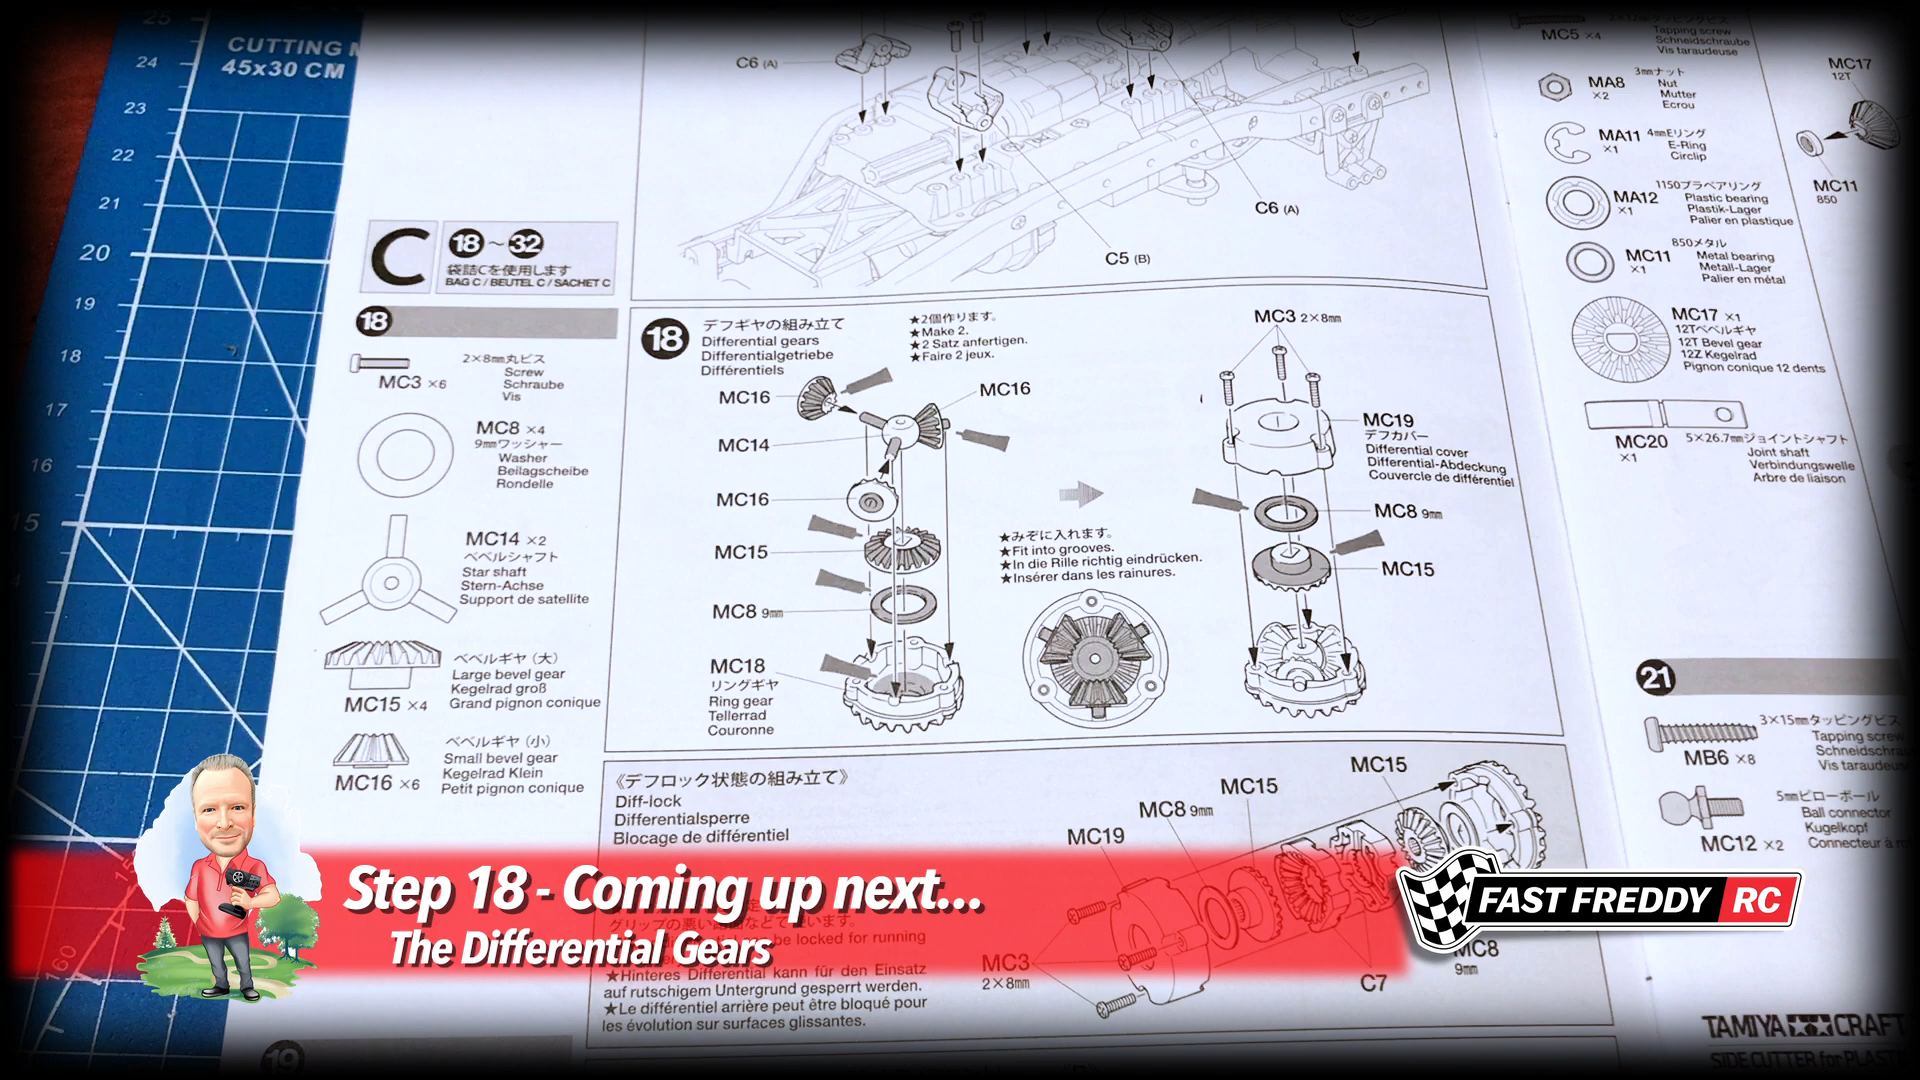 25
24
23
22
21
20
19
18
17
16
15
CUTTING M
45x30 CM
160
C6 (A)
C6 (A)
C5 (B)
C
18～32
袋詰Cを使用します
BAG C / BEUTEL C / SACHET C
18
2×8mm丸ビス
Screw
Schraube
Vis
MC3 ×6
MC8 ×4
9mmワッシャー
Washer
Beilagscheibe
Rondelle
MC14 ×2
ベベルシャフト
Star shaft
Stern-Achse
Support de satellite
ベベルギヤ (大)
Large bevel gear
Kegelrad groß
Grand pignon conique
MC15 ×4
ベベルギヤ (小)
Small bevel gear
Kegelrad Klein
Petit pignon conique
MC16 ×6
19
18
デフギヤの組み立て
Differential gears
Differentialgetriebe
Différentiels
★2個作ります。
★Make 2.
★2 Satz anfertigen.
★Faire 2 jeux.
MC16
MC16
MC14
MC16
MC15
MC8 9mm
MC18
リングギヤ
Ring gear
Tellerrad
Couronne
★みぞに入れます。
★Fit into grooves.
★In die Rille richtig eindrücken.
★Insérer dans les rainures.
MC3 2×8mm
MC19
デフカバー
Differential cover
Differential-Abdeckung
Couvercle de différentiel
MC8 9mm
MC15
《デフロック状態の組み立て》
Diff-lock
Differentialsperre
Blocage de différentiel
be locked for running
★Hinteres Differential kann für den Einsatz
auf rutschigem Untergrund gesperrt werden.
★Le différentiel arrière peut être bloqué pour
les évolution sur surfaces glissantes.
MC19
MC8 9mm
MC15
MC15
MC3
2×8mm
C7
MC8
9mm
MC5 ×4
Tapping screw
Schneidschraube
Vis taraudeuse
MA8
×2
3mmナット
Nut
Mutter
Ecrou
MA11
×1
4mmEリング
E-Ring
Circlip
MA12
×1
1150プラベアリング
Plastic bearing
Plastik-Lager
Palier en plastique
MC11
×1
850メタル
Metal bearing
Metall-Lager
Palier en métal
MC17 ×1
12Tベベルギヤ
12T Bevel gear
12Z Kegelrad
Pignon conique 12 dents
MC20
×1
5×26.7mmジョイントシャフト
Joint shaft
Verbindungswelle
Arbre de liaison
MC17
12T
MC11
850
21
3×15mmタッピングビス
Tapping screw
Schneidschra
Vis taraudeus
MB6 ×8
5mmピローボール
Ball connector
Kugelkopf
Connecteur à
MC12 ×2
TAMIYA CRAFT
SIDE CUTTER for PLAST
Step 18 - Coming up next...
The Differential Gears
FAST FREDDY RC